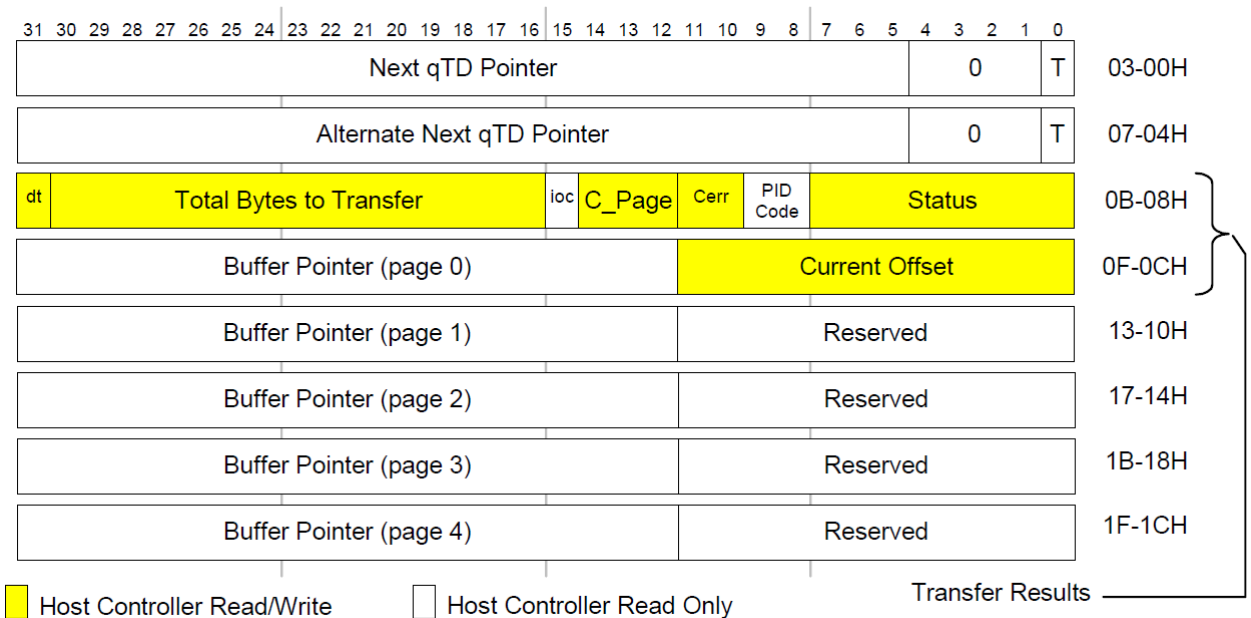 31 30 29 28 27 26 25 24 23 22 21 20 19 18 17 16 15 14 13 12 11 10 9 8 7 6 5 4 3 2 1 0
Next qTD Pointer 0 T 03-00H
Alternate Next qTD Pointer 0 T 07-04H
dt Total Bytes to Transfer ioc C_Page Cerr PID Code Status 0B-08H
Buffer Pointer (page 0) Current Offset 0F-0CH
Buffer Pointer (page 1) Reserved 13-10H
Buffer Pointer (page 2) Reserved 17-14H
Buffer Pointer (page 3) Reserved 1B-18H
Buffer Pointer (page 4) Reserved 1F-1CH
Host Controller Read/Write Host Controller Read Only Transfer Results